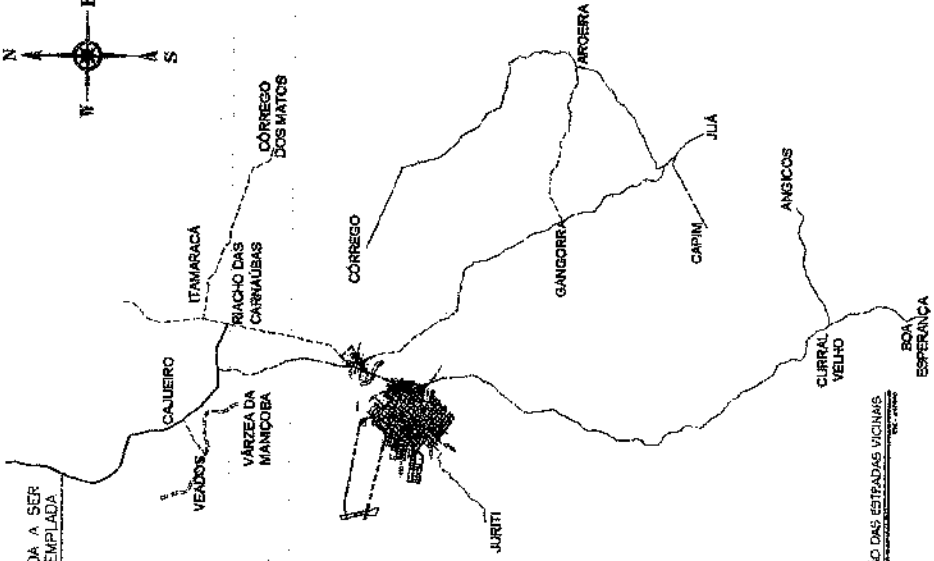 N
W
E
S
DA A SER
EMPLADA
CÓRREGO
DOS MATOS
ITAMARACÁ
RIACHO DAS
CARNAÚBAS
CAJUEIRO
VEADOS
VÁRZEA DA
MANIÇOBA
CÓRREGO
AROEIRA
GANGORRA
JUÁ
CAPIM
ANGICOS
JURITI
CURRAL
VELHO
BOA
ESPERANÇA
O DAS ESTRADAS VICINAIS